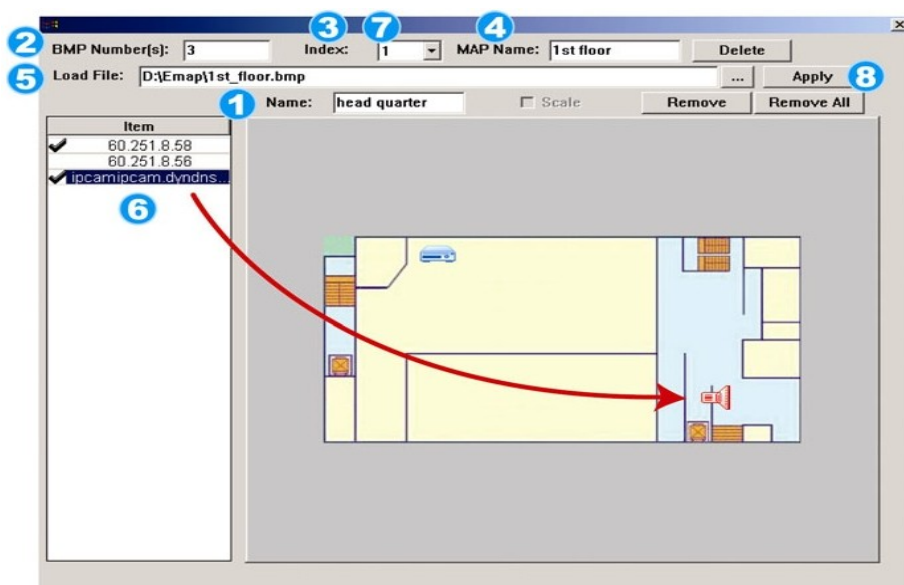 3 7 4
2 BMP Number(s): 3 Index: 1 MAP Name: 1st floor Delete
5 Load File: D:\Emap\1st_floor.bmp ... Apply 8
1 Name: head quarter Scale Remove Remove All
Item
60.251.8.58
60.251.8.56
ipcamipcam.dyndns...
6